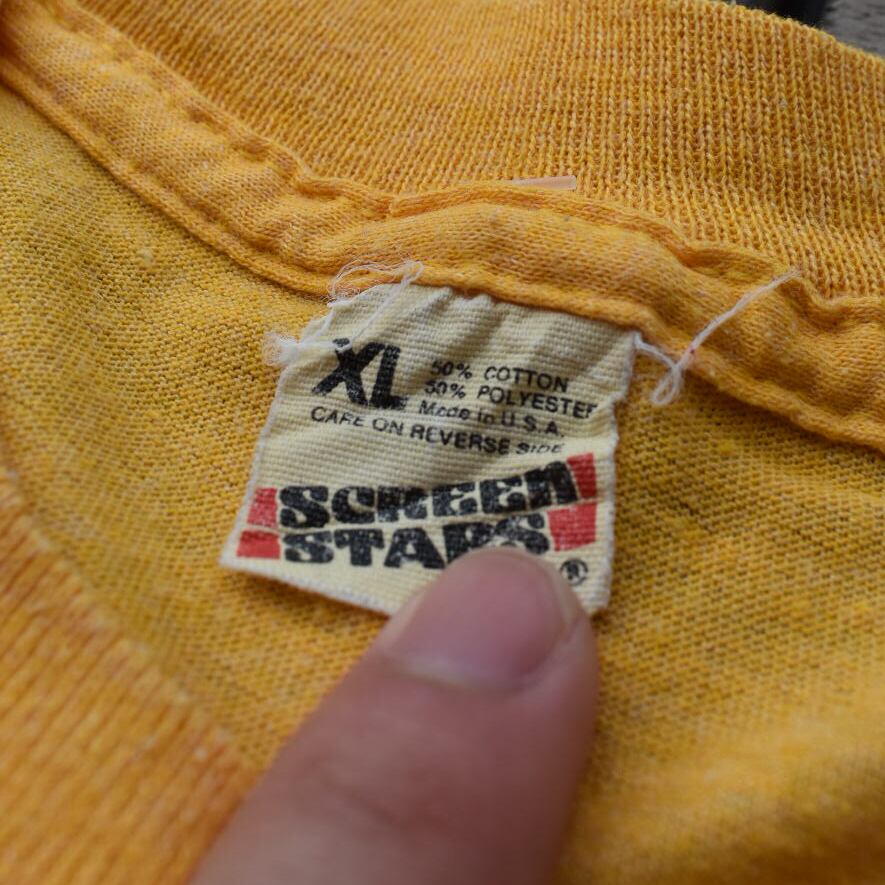 XL
50% COTTON
50% POLYESTER
Made in U.S.A.
CARE ON REVERSE SIDE
SCREEN
STARS
®